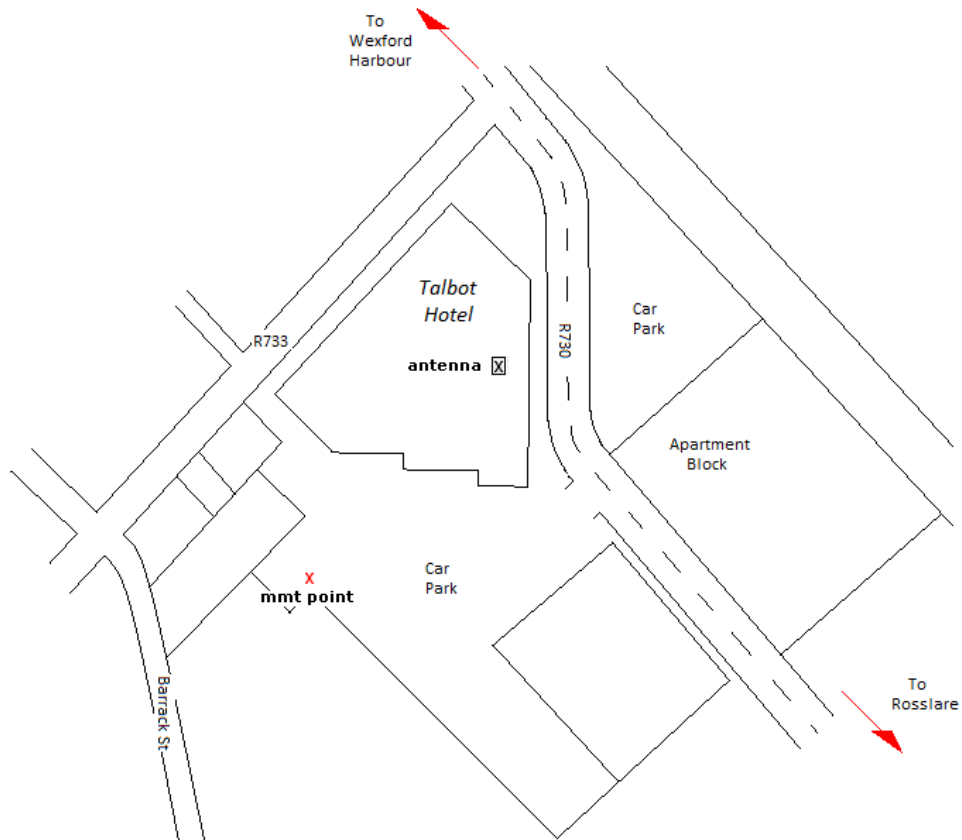 To
Wexford
Harbour
Talbot
Hotel
Car
Park
R733
R730
antenna X
Apartment
Block
Car
Park
X
mmt point
To
Rosslare
Barrack St